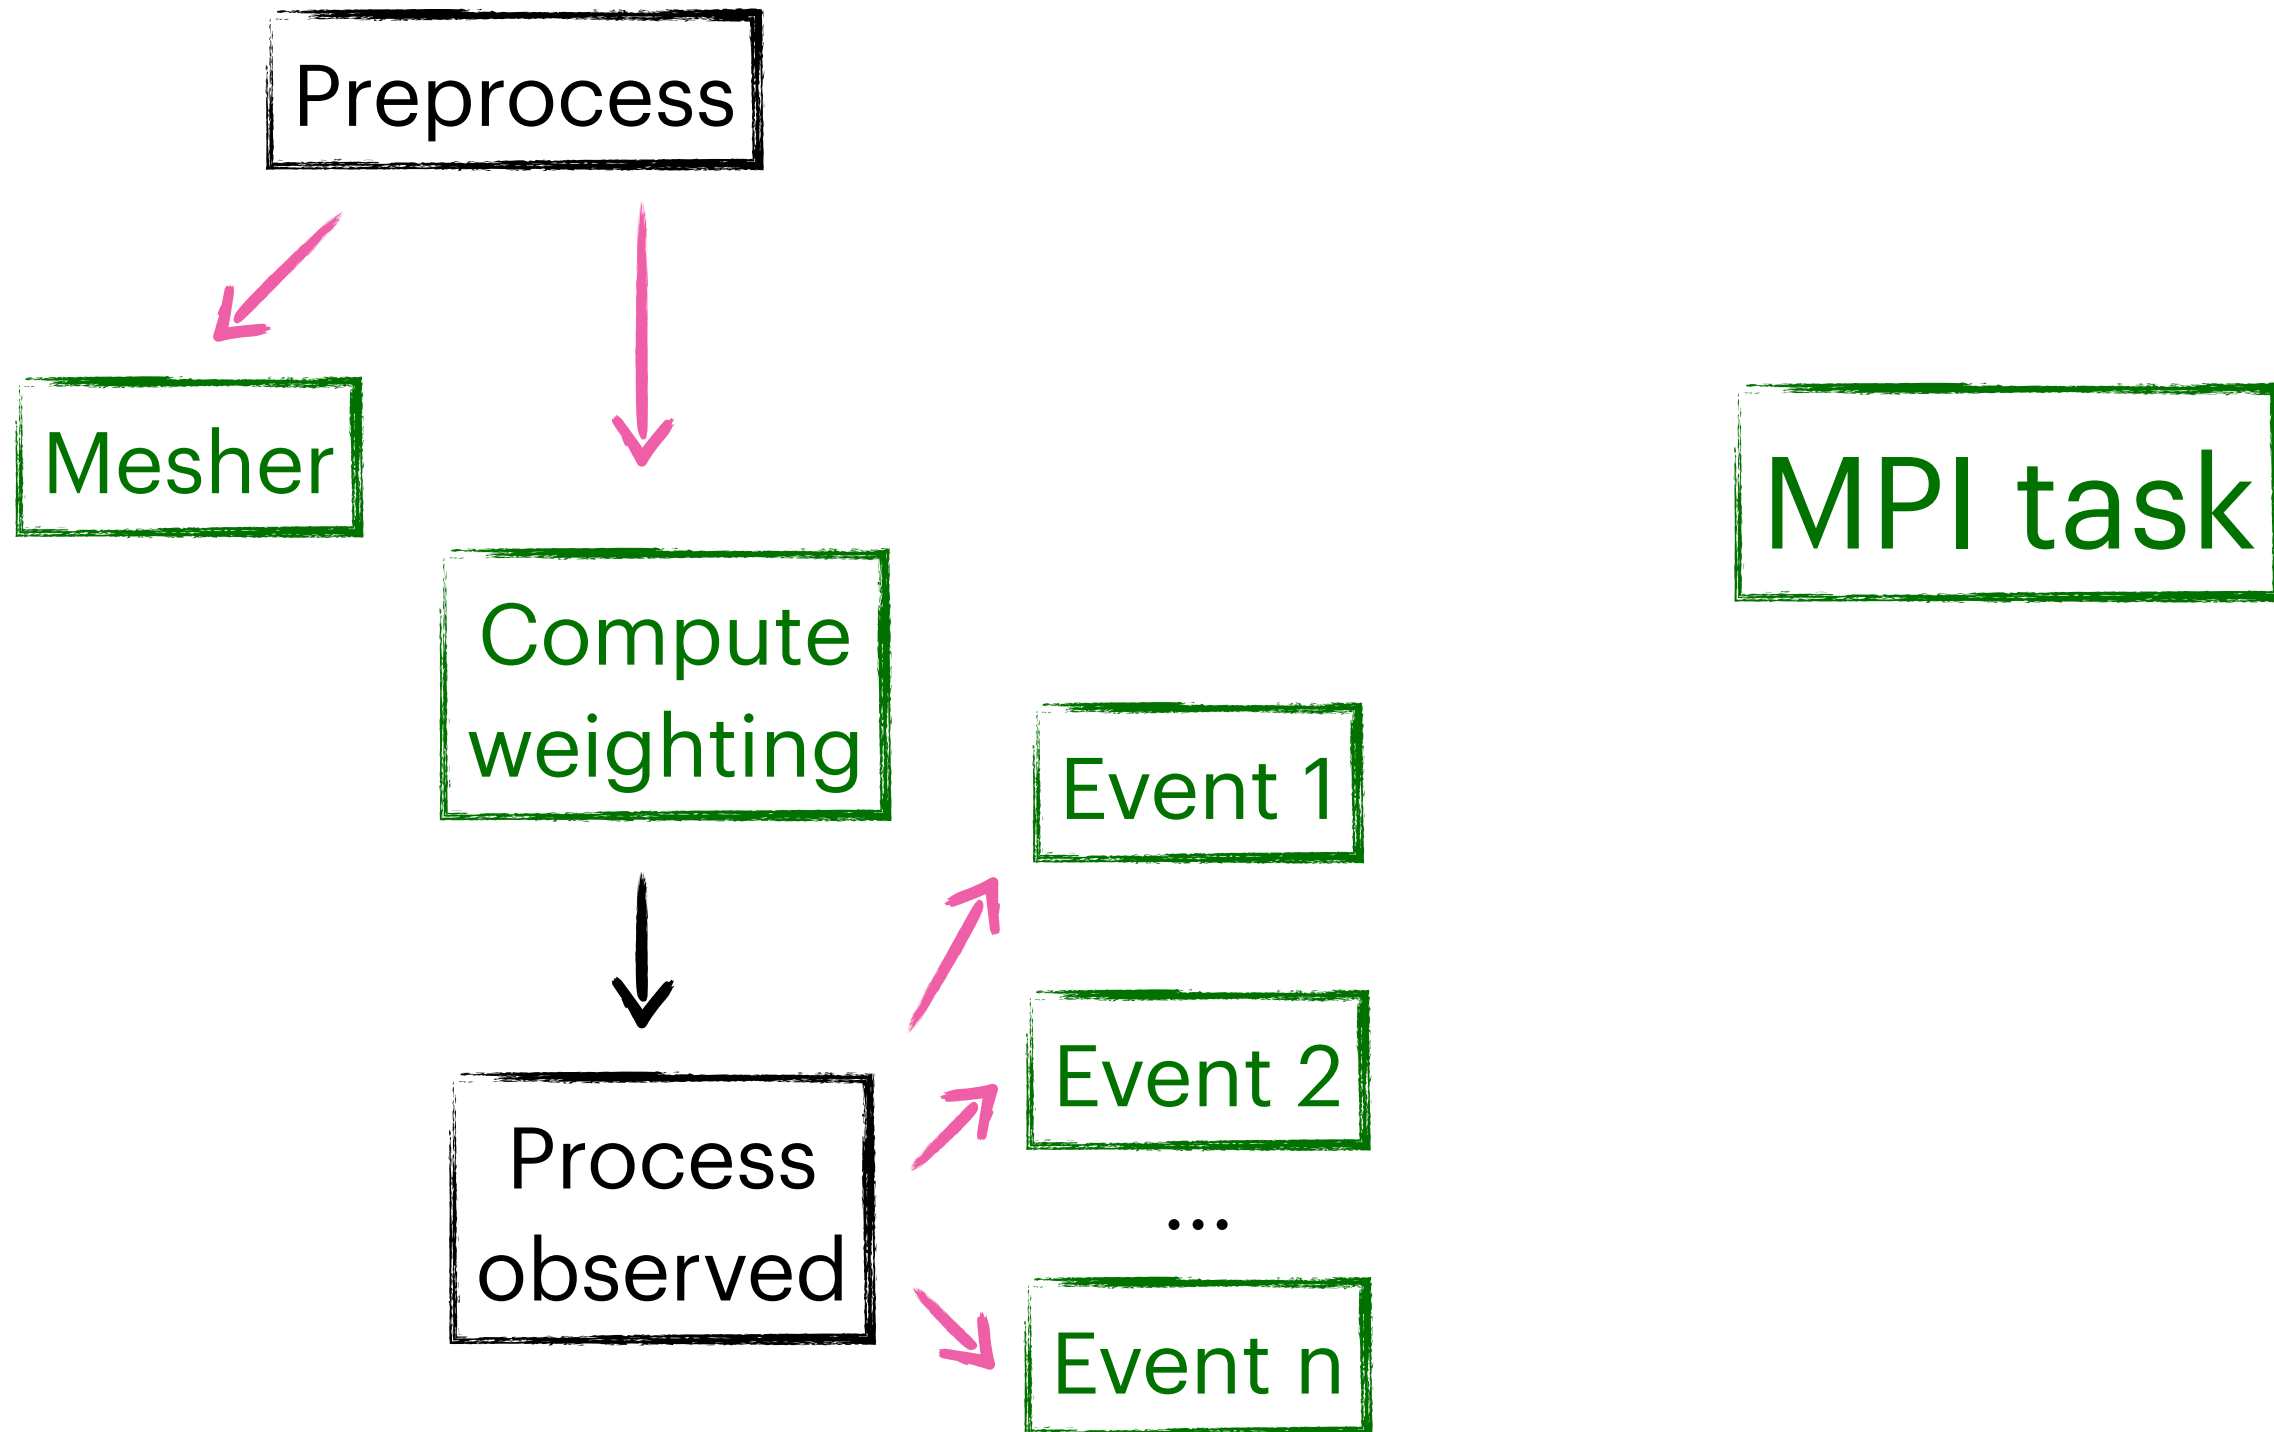 Preprocess
Mesher
MPI task
Compute
weighting
Event 1
Event 2
Process
observed
...
Event n